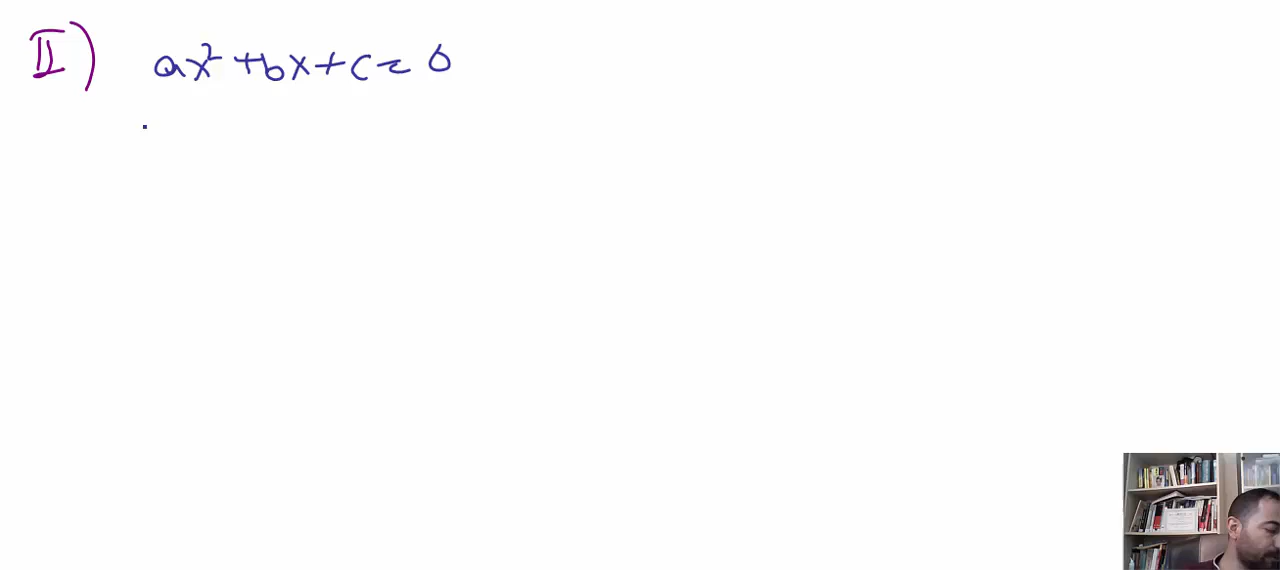 II) ax² + bx + c = 0